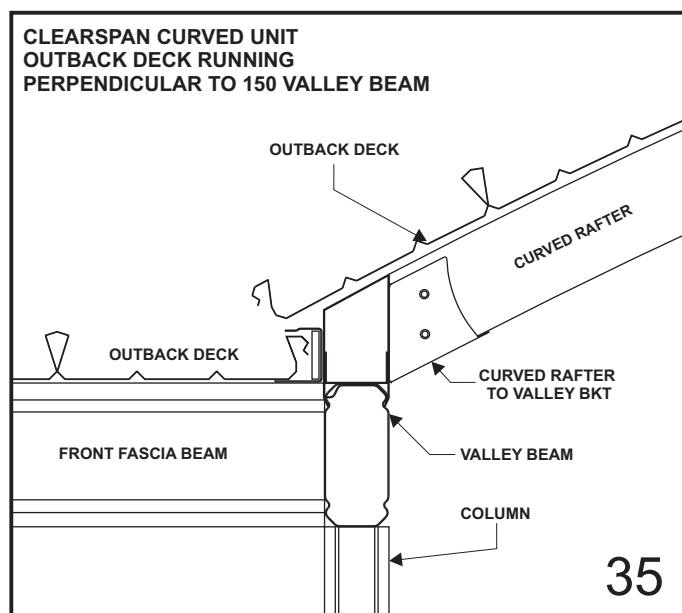 CLEARSPAN CURVED UNIT
OUTBACK DECK RUNNING
PERPENDICULAR TO 150 VALLEY BEAM
OUTBACK DECK
CURVED RAFTER
OUTBACK DECK
CURVED RAFTER
TO VALLEY BKT
FRONT FASCIA BEAM
VALLEY BEAM
COLUMN
35